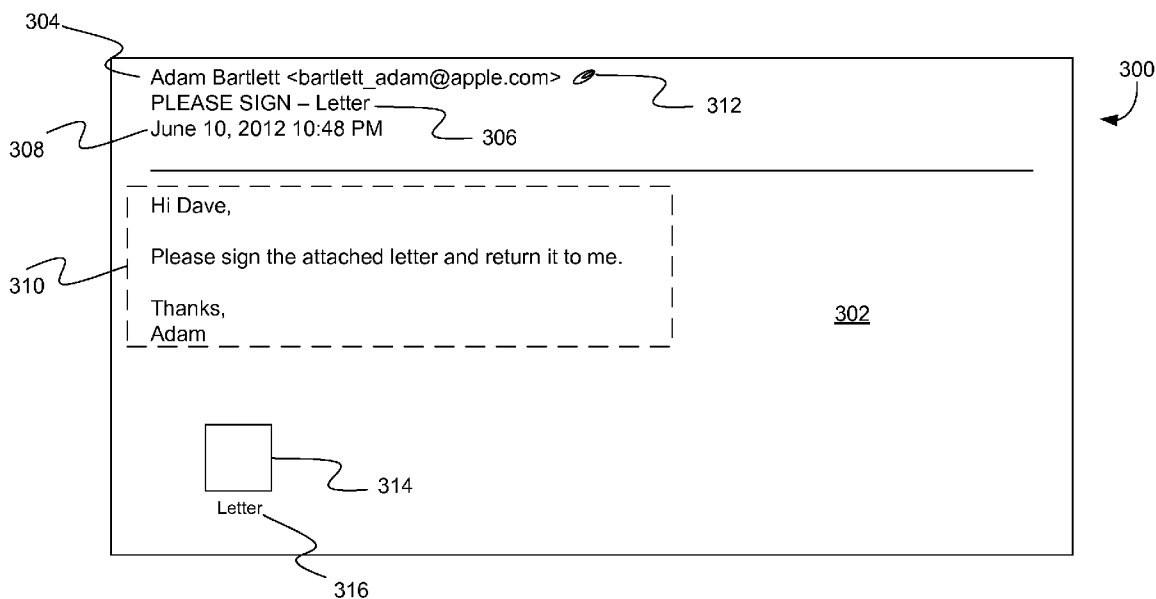 304
Adam Bartlett <bartlett_adam@apple.com>
300
312
PLEASE SIGN – Letter
306
June 10, 2012 10:48 PM
308
Hi Dave,
Please sign the attached letter and return it to me.
310
Thanks,
302
Adam
314
Letter
316